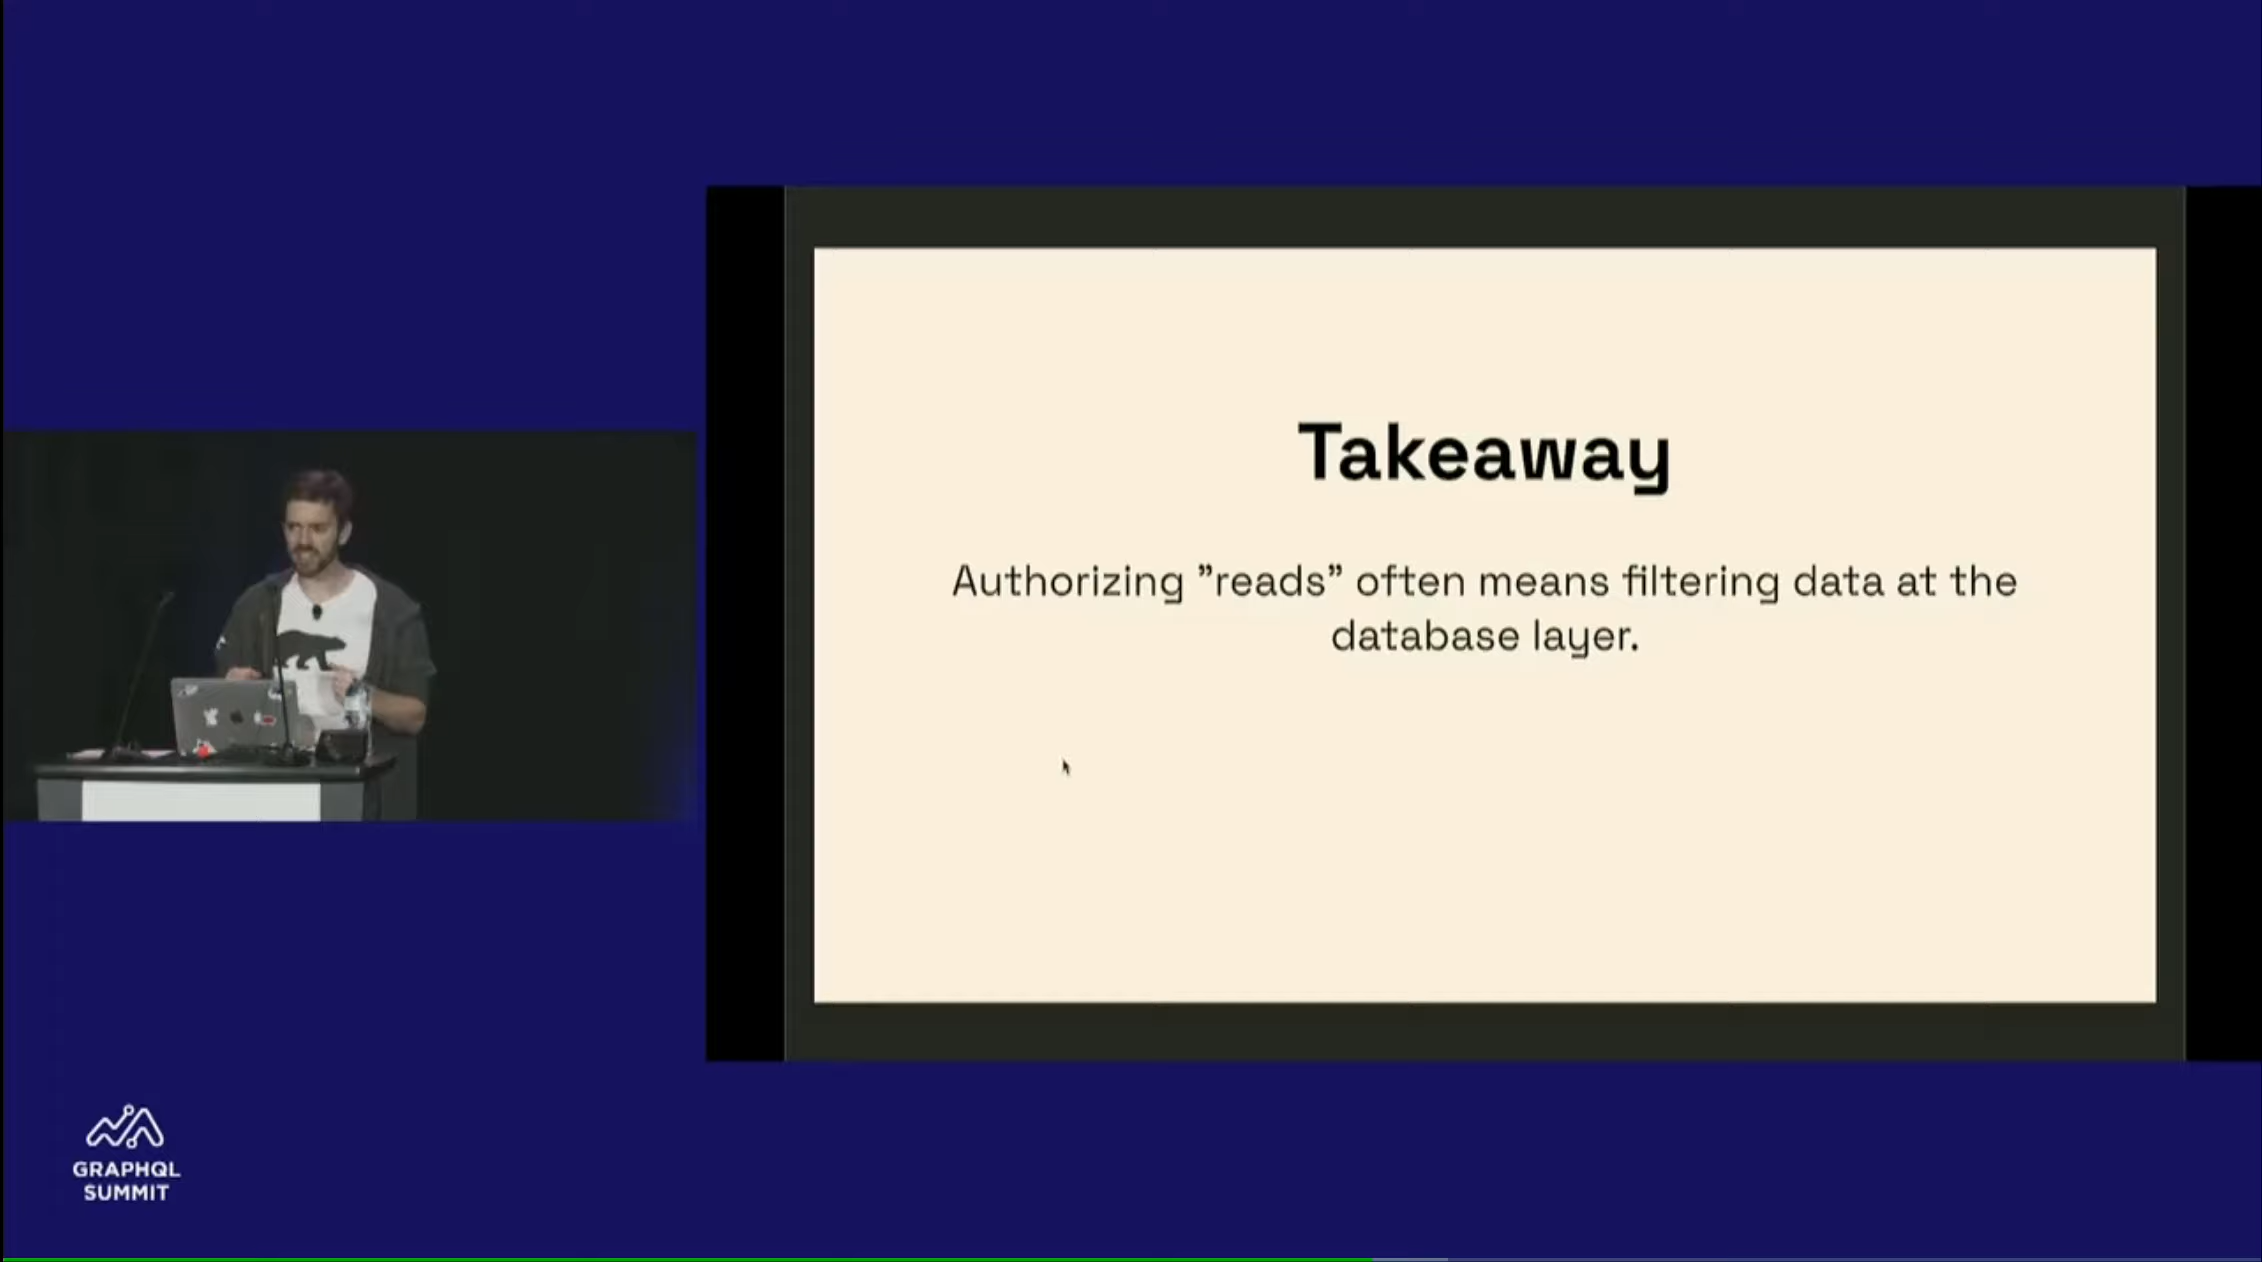 Takeaway
Authorizing ”reads” often means filtering data at the
database layer.
GRAPHQL
SUMMIT